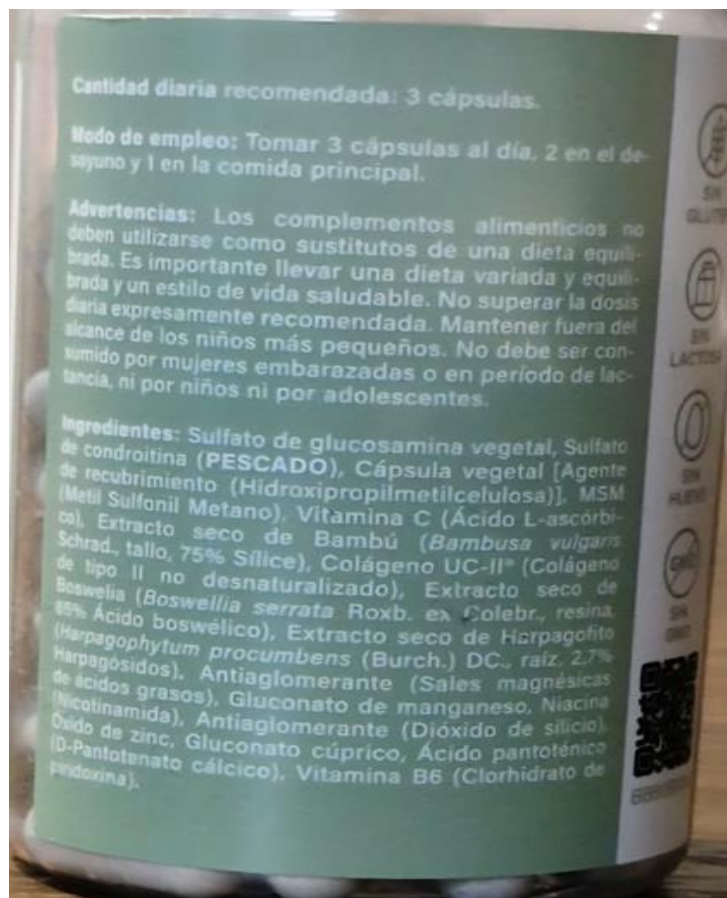 Cantidad diaria recomendada: 3 cápsulas.
Modo de empleo: Tomar 3 cápsulas al día, 2 en el de-
sayuno y 1 en la comida principal.
Advertencias: Los complementos alimenticios no
deben utilizarse como sustitutos de una dieta equili-
brada. Es importante llevar una dieta variada y equili-
brada y un estilo de vida saludable. No superar la dosis
diaria expresamente recomendada. Mantener fuera del
alcance de los niños más pequeños. No debe ser con-
sumido por mujeres embarazadas o en período de lac-
tancia, ni por niños ni por adolescentes.
Ingredientes: Sulfato de glucosamina vegetal, Sulfato
de condroitina (PESCADO), Cápsula vegetal [Agente
de recubrimiento (Hidroxipropilmetilcelulosa)], MSM
(Metil Sulfonil Metano), Vitamina C (Ácido L-ascórbi-
co), Extracto seco de Bambú (Bambusa vulgaris
Schrad., tallo, 75% Sílice), Colágeno UC-II® (Colágeno
de tipo II no desnaturalizado), Extracto seco de
Boswelia (Boswellia serrata Roxb. ex Colebr., resina,
65% Ácido boswélico), Extracto seco de Harpagofito
(Harpagophytum procumbens (Burch.) DC., raíz, 2,7%
Harpagósidos), Antiaglomerante (Sales magnésicas
de ácidos grasos), Gluconato de manganeso, Niacina
(Nicotinamida), Antiaglomerante (Dióxido de silicio),
Óxido de zinc, Gluconato cúprico, Ácido pantoténico
(D-Pantotenato cálcico), Vitamina B6 (Clorhidrato de
piridoxina).
SIN
SIN
SIN
HUEVO
SIN